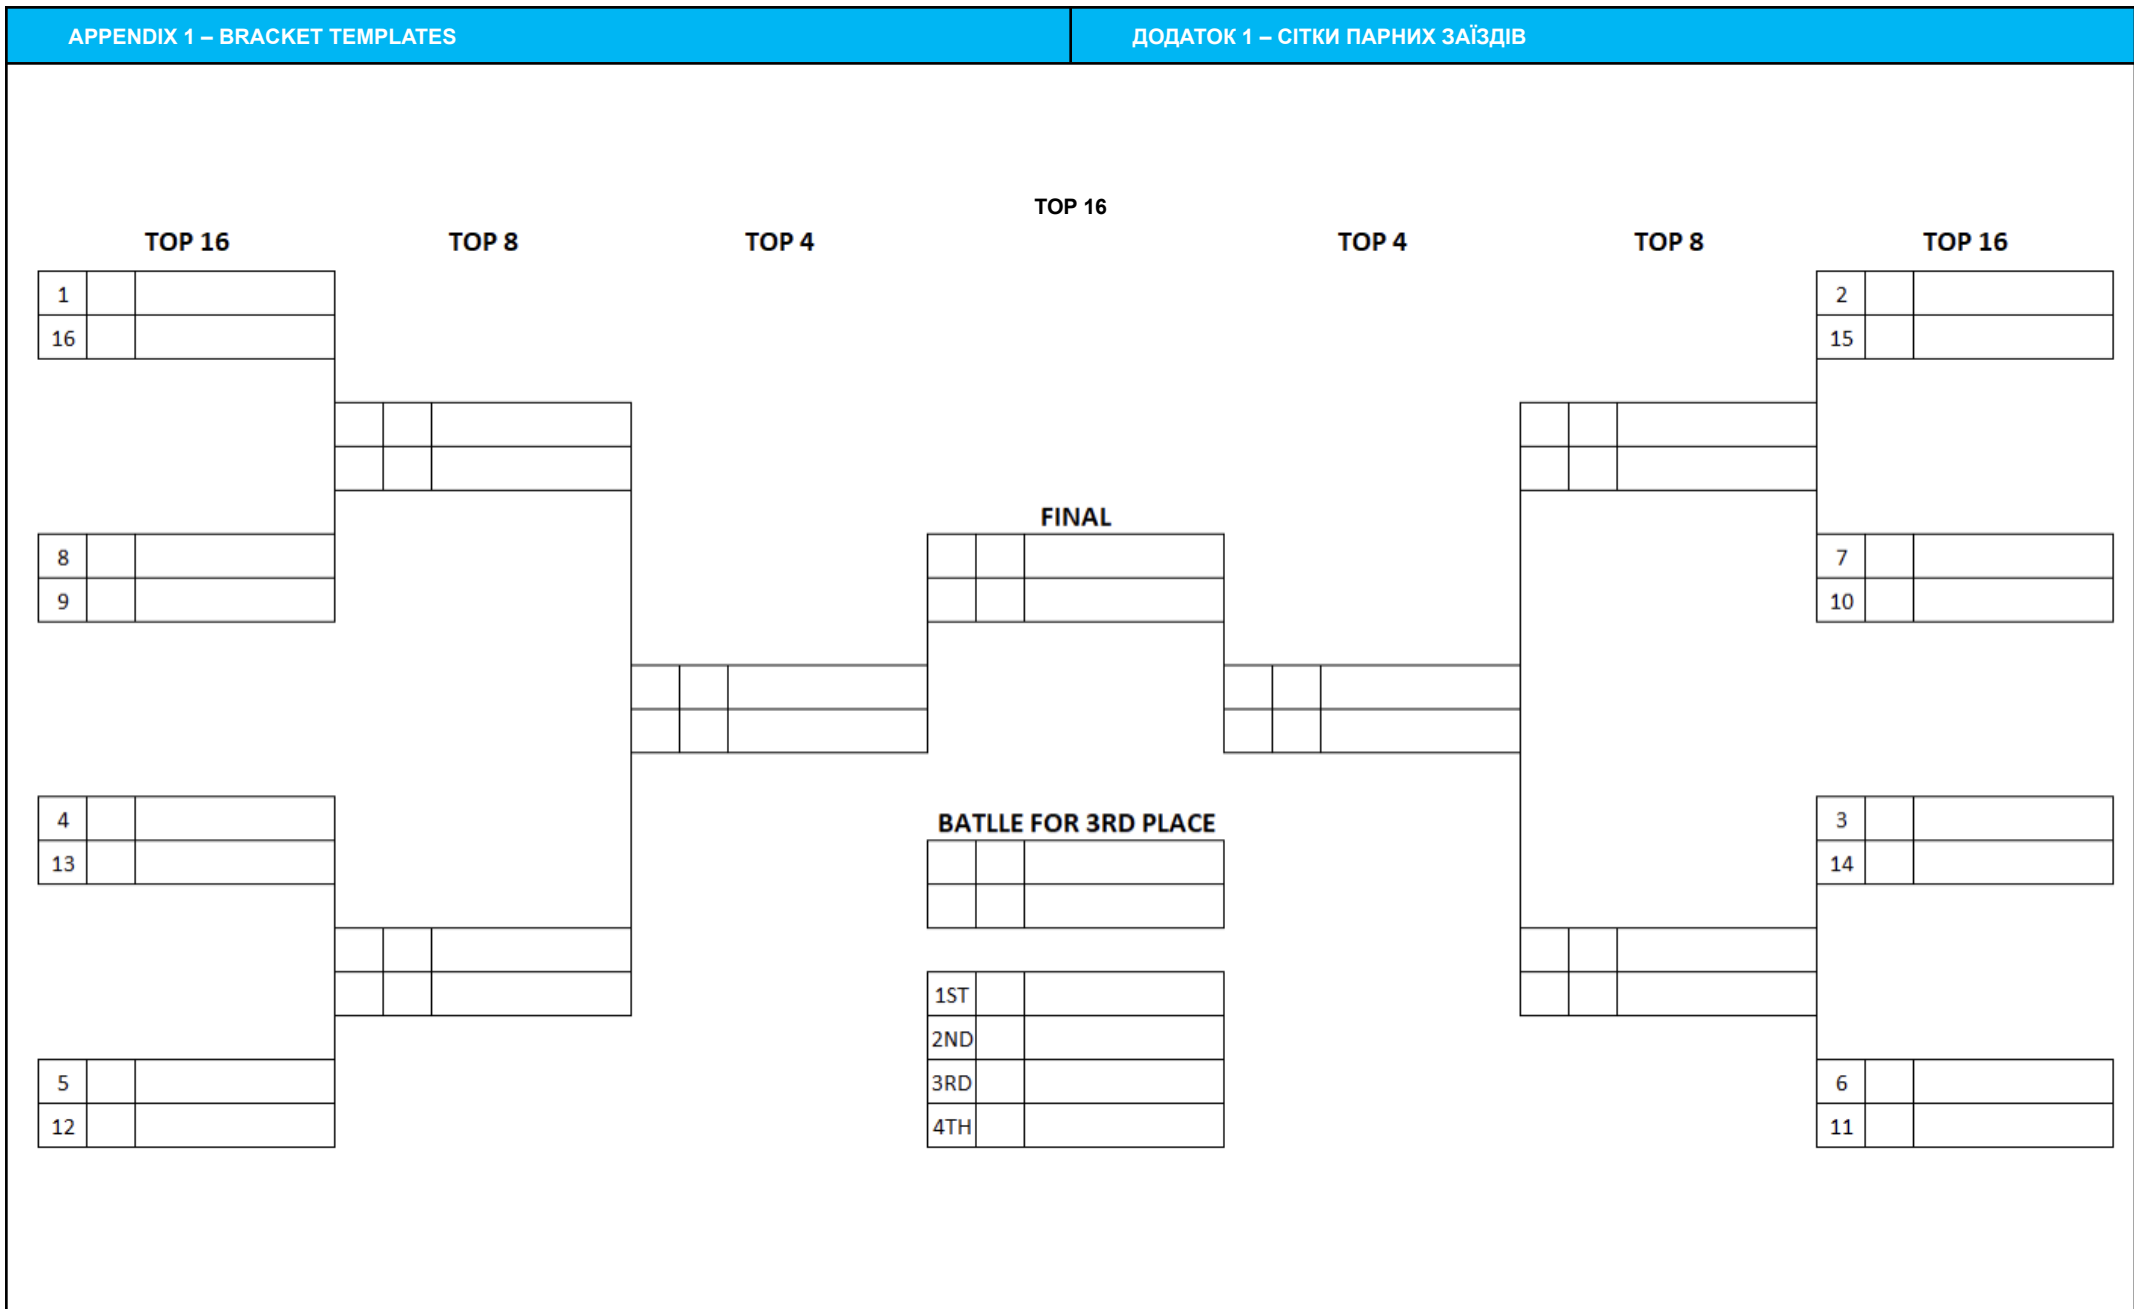 APPENDIX 1 – BRACKET TEMPLATES
ДОДАТОК 1 – СІТКИ ПАРНИХ ЗАЇЗДІВ
TOP 16
TOP 16 TOP 8 TOP 4 TOP 4 TOP 8 TOP 16
1 2
16 15
FINAL
8 7
9 10
4 3
BATLLE FOR 3RD PLACE
13 14
1ST
2ND
5 3RD 6
12 4TH 11